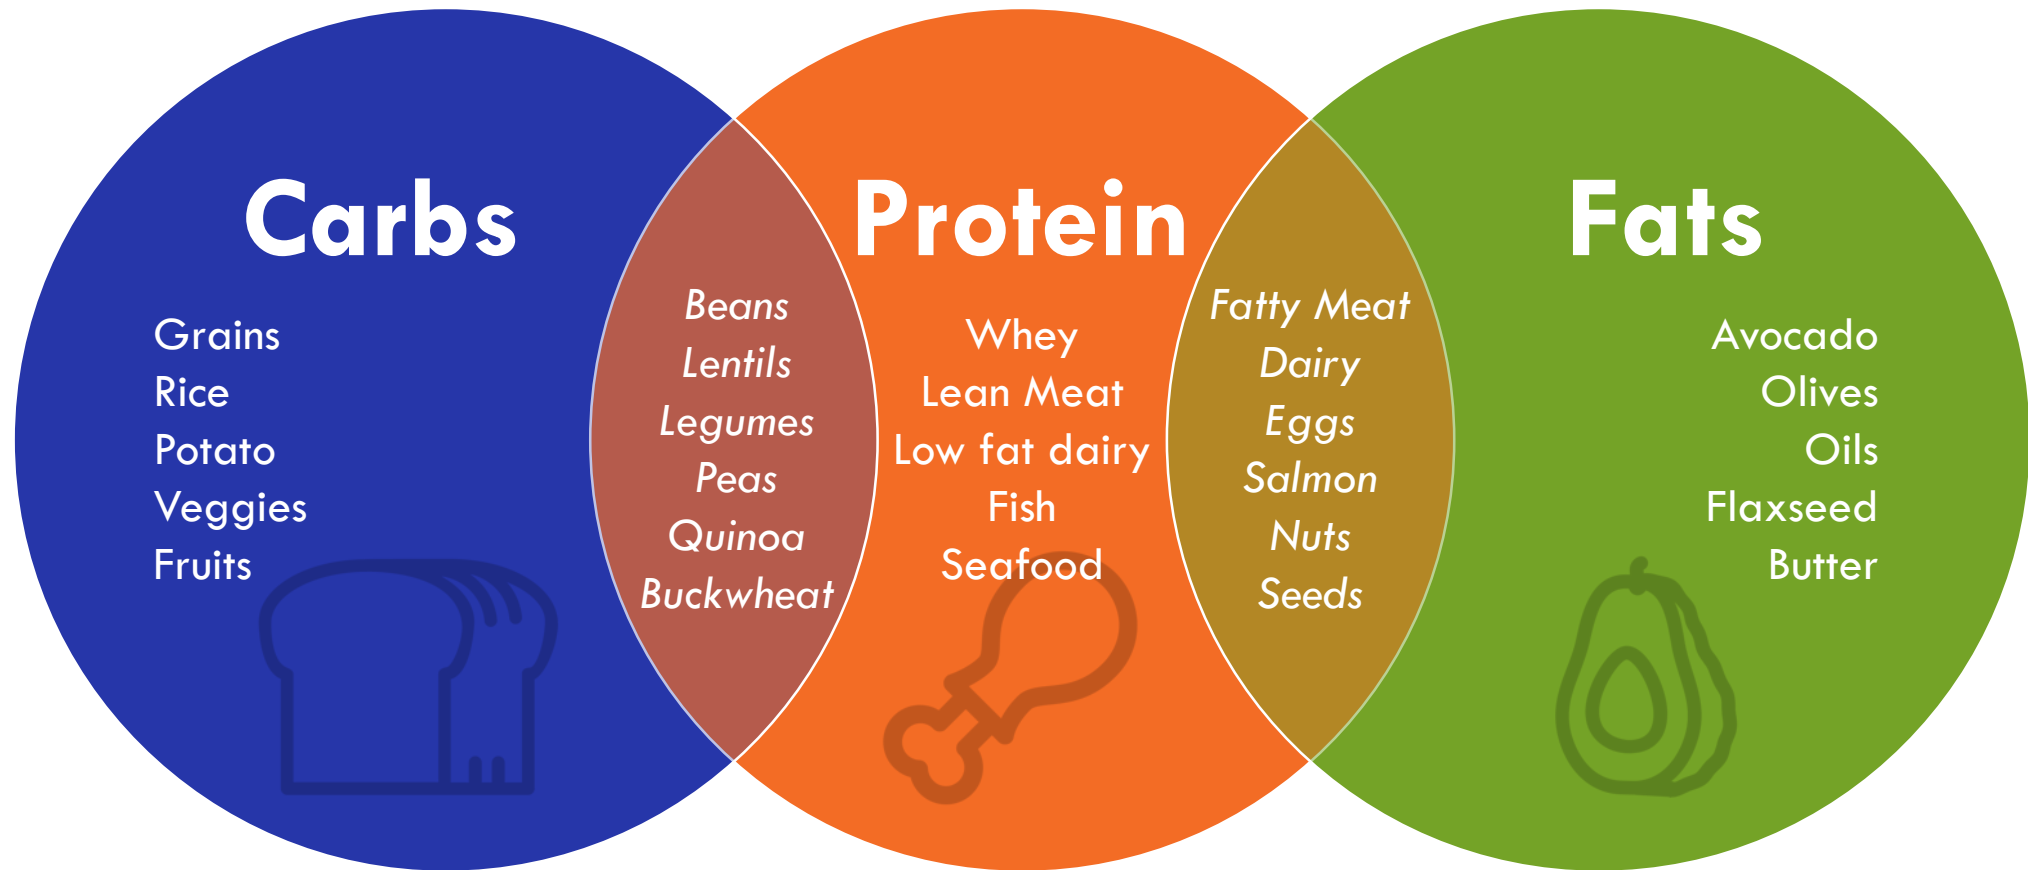 Carbs
Grains
Rice
Potato
Veggies
Fruits
Beans
Lentils
Legumes
Peas
Quinoa
Buckwheat
Protein
Whey
Lean Meat
Low fat dairy
Fish
Seafood
Fatty Meat
Dairy
Eggs
Salmon
Nuts
Seeds
Fats
Avocado
Olives
Oils
Flaxseed
Butter